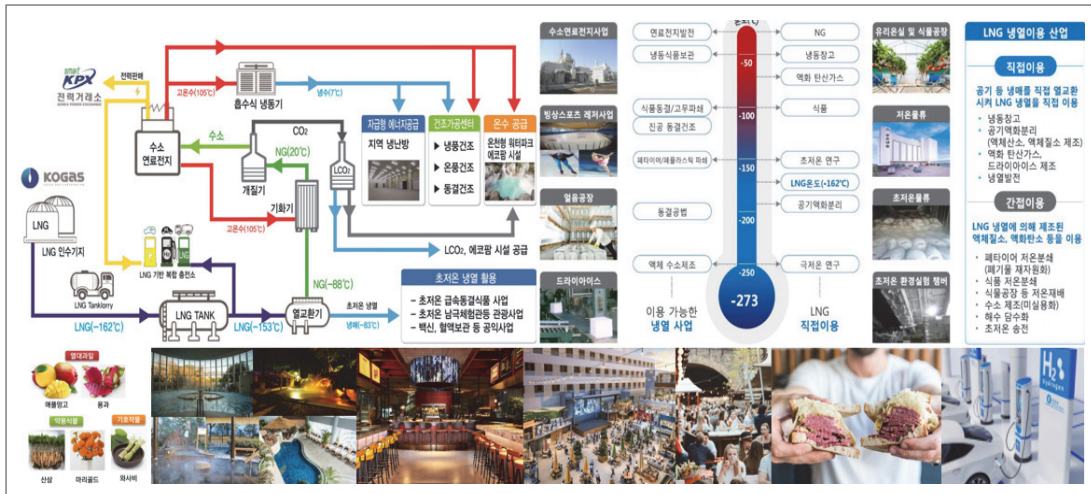 smart
KPX
전력거래소
KOREA POWER EXCHANGE
전력판매
고온수(105℃)
흡수식 냉동기
냉수(7℃)
수소
연료전지
수소
CO₂
개질기
NG(20℃)
LCO₂
기화기
고온수(105℃)
자급형 에너지공급
지역 냉난방
건조가공센터
▶ 냉풍건조
▶ 온풍건조
▶ 동결건조
온수 공급
온천형 워터파크
에코팜 시설
KOGAS
LNG
LNG 인수기지
LNG 기반 복합 충전소
LNG Tanklorry
LNG(-162℃)
LNG TANK
LNG(-153℃)
NG(-88℃)
열교환기
초저온 냉열
냉매(-83℃)
LCO₂, 에코팜 시설 공급
초저온 냉열 활용
– 초저온 급속동결식품 사업
– 초저온 남극체험관등 관광사업
– 백신, 혈액보관 등 공익사업
수소연료전지사업
빙상스포츠 레저사업
얼음공장
드라이아이스
연료전지발전
냉동식품보관
식품동결/고무파쇄
진공 동결건조
폐타이어/폐플라스틱 파쇄
동결공법
액체 수소제조
이용 가능한
냉열 사업
온도(℃)
-50
-100
-150
-200
-250
-273
NG
냉동창고
액화 탄산가스
식품
초저온 연구
LNG온도(-162℃)
공기액화분리
극저온 연구
LNG
직접이용
유리온실 및 식물공장
저온물류
초저온물류
초저온 환경실험 챔버
LNG 냉열이용 산업
직접이용
공기 등 냉매를 직접 열교환
시켜 LNG 냉열을 직접 이용
• 냉동창고
• 공기액화분리
(액체산소, 액체질소 제조)
• 액화 탄산가스,
드라이아이스 제조
• 냉열발전
간접이용
LNG 냉열에 의해 제조된
액체질소, 액화탄소 등을 이용
• 폐타이어 저온분쇄
(폐기물 재자원화)
• 식품 저온분쇄
• 식물공장 등 저온재배
• 수소 제조(미실용화)
• 해수 담수화
• 초저온 송전
열대과일
애플망고
용과
약용식물
기호작물
산삼
마리골드
와사비
H₂
hydrogen